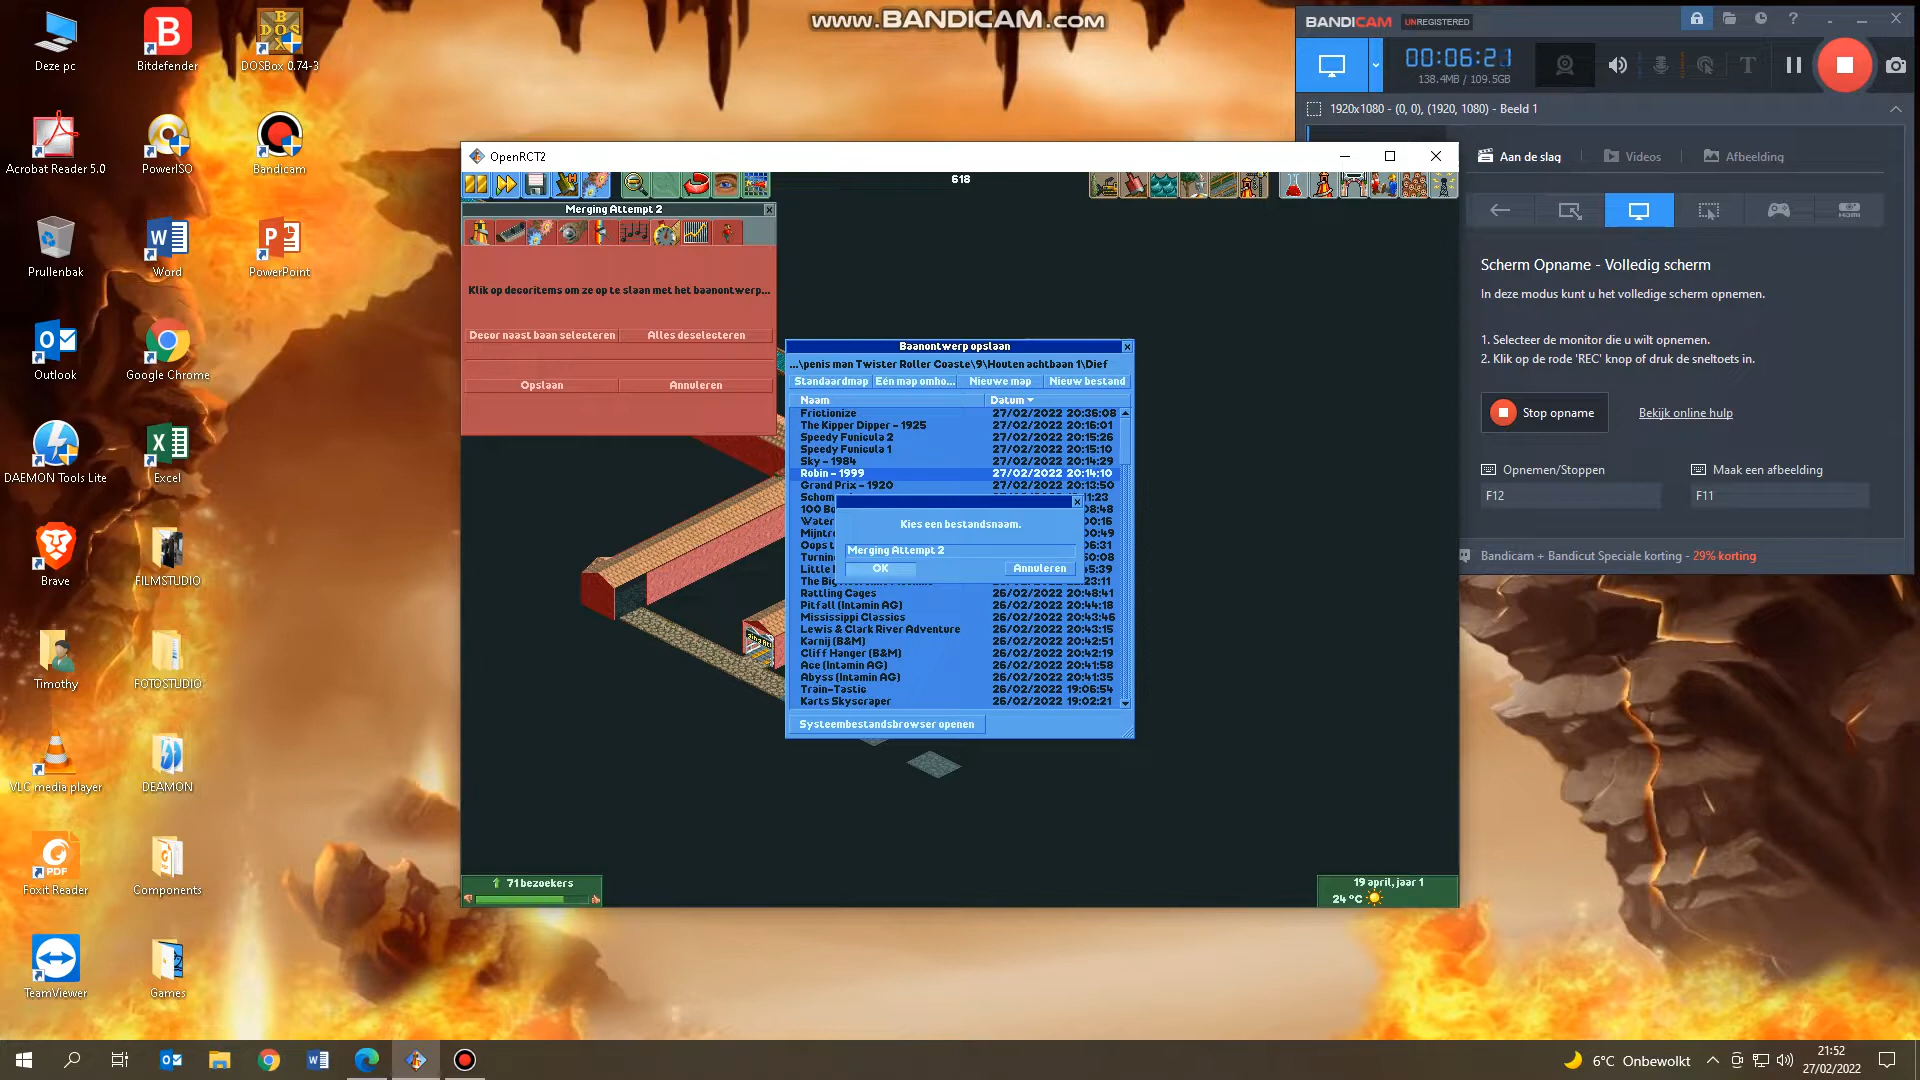 www.BANDICAM.com
Deze pc
Bitdefender
DOSBox 0.74-3
Acrobat Reader 5.0
PowerISO
Bandicam
Prullenbak
Word
PowerPoint
Outlook
Google Chrome
DAEMON Tools Lite
Excel
Brave
FILMSTUDIO
Timothy
FOTOSTUDIO
VLC media player
DEAMON
Foxit Reader
Components
TeamViewer
Games
BANDICAM UNREGISTERED
00:06:21
138.4MB / 109.5GB
1920x1080 - (0, 0), (1920, 1080) - Beeld 1
Aan de slag
Videos
Afbeelding
Scherm Opname - Volledig scherm
In deze modus kunt u het volledige scherm opnemen.
1. Selecteer de monitor die u wilt opnemen.
2. Klik op de rode 'REC' knop of druk de sneltoets in.
Stop opname
Bekijk online hulp
Opnemen/Stoppen
Maak een afbeelding
F12
F11
Bandicam + Bandicut Speciale korting - 29% korting
OpenRCT2
618
Merging Attempt 2
Klik op decoritems om ze op te slaan met het baanontwerp...
Decor naast baan selecteren
Alles deselecteren
Opslaan
Annuleren
Baanontwerp opslaan
...\penis man Twister Roller Coaste\9\Houten achtbaan 1\Dief
Standaardmap
Eén map omho...
Nieuwe map
Nieuw bestand
Naam
Datum
Frictionize 27/02/2022 20:36:08
The Kipper Dipper - 1925 27/02/2022 20:16:01
Speedy Funicula 2 27/02/2022 20:15:26
Speedy Funicula 1 27/02/2022 20:15:10
Sky - 1984 27/02/2022 20:14:29
Robin - 1999 27/02/2022 20:14:10
Grand Prix - 1920 27/02/2022 20:13:50
Kies een bestandsnaam.
Merging Attempt 2
OK
Annuleren
Rattling Cages 26/02/2022 20:48:41
Pitfall (Intamin AG) 26/02/2022 20:44:18
Mississippi Classics 26/02/2022 20:43:46
Lewis & Clark River Adventure 26/02/2022 20:43:15
Karnij (B&M) 26/02/2022 20:42:51
Cliff Hanger (B&M) 26/02/2022 20:42:19
Ace (Intamin AG) 26/02/2022 20:41:58
Abyss (Intamin AG) 26/02/2022 20:41:35
Train-Tastic 26/02/2022 19:06:54
Karts Skyscraper 26/02/2022 19:02:21
Systeembestandsbrowser openen
71 bezoekers
19 april, jaar 1
24 °C
6°C Onbewolkt
21:52
27/02/2022